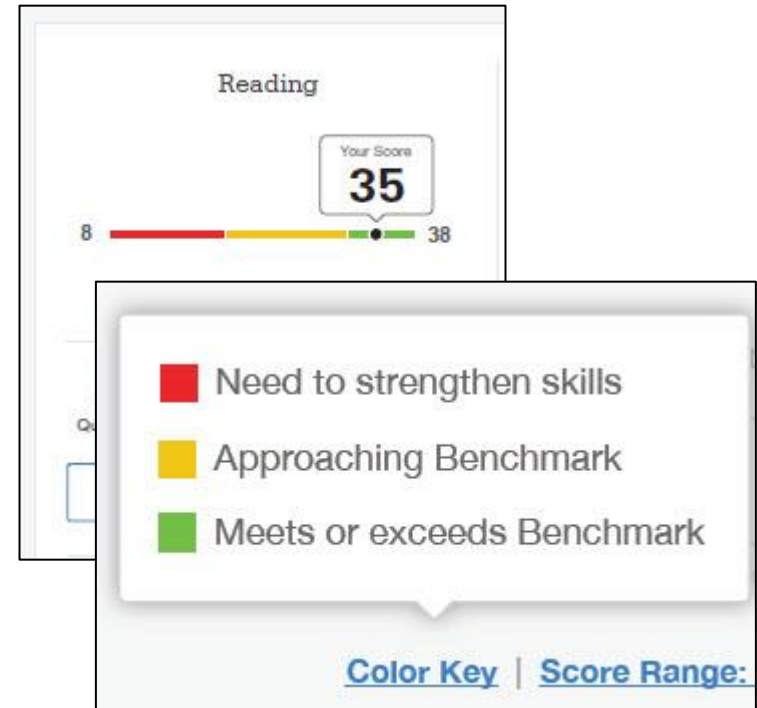 Reading
Your Score
35
8
38
Qu
Need to strengthen skills
Approaching Benchmark
Meets or exceeds Benchmark
Color Key | Score Range: